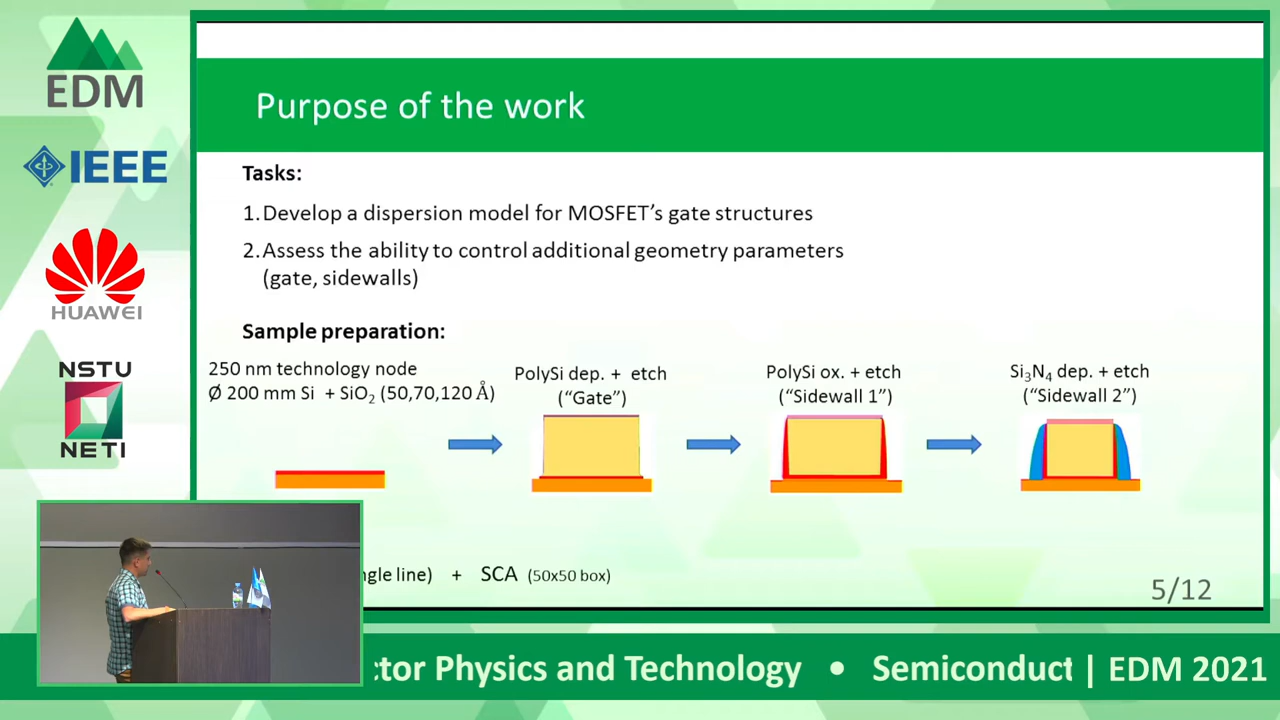 EDM
IEEE
HUAWEI
NSTU
NETI
Purpose of the work
Tasks:
1. Develop a dispersion model for MOSFET’s gate structures
2. Assess the ability to control additional geometry parameters
(gate, sidewalls)
Sample preparation:
250 nm technology node
Ø 200 mm Si + SiO₂ (50,70,120 Å)
PolySi dep. + etch
(“Gate”)
PolySi ox. + etch
(“Sidewall 1”)
Si₃N₄ dep. + etch
(“Sidewall 2”)
line) + SCA (50x50 box)
5/12
Physics and Technology • | EDM 2021